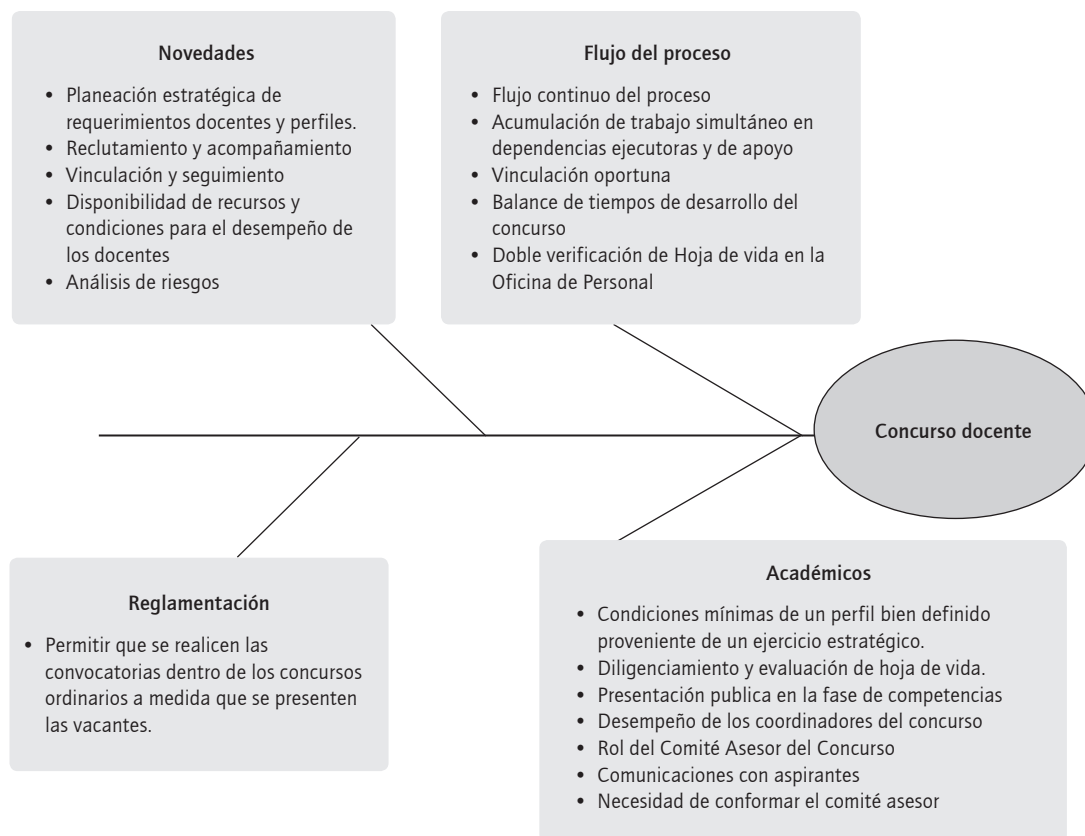 Novedades
• Planeación estratégica de
requerimientos docentes y perfiles.
• Reclutamiento y acompañamiento
• Vinculación y seguimiento
• Disponibilidad de recursos y
condiciones para el desempeño de
los docentes
• Análisis de riesgos
Flujo del proceso
• Flujo continuo del proceso
• Acumulación de trabajo simultáneo en
dependencias ejecutoras y de apoyo
• Vinculación oportuna
• Balance de tiempos de desarrollo del
concurso
• Doble verificación de Hoja de vida en la
Oficina de Personal
Concurso docente
Reglamentación
• Permitir que se realicen las
convocatorias dentro de los concursos
ordinarios a medida que se presenten
las vacantes.
Académicos
• Condiciones mínimas de un perfil bien definido
proveniente de un ejercicio estratégico.
• Diligenciamiento y evaluación de hoja de vida.
• Presentación publica en la fase de competencias
• Desempeño de los coordinadores del concurso
• Rol del Comité Asesor del Concurso
• Comunicaciones con aspirantes
• Necesidad de conformar el comité asesor